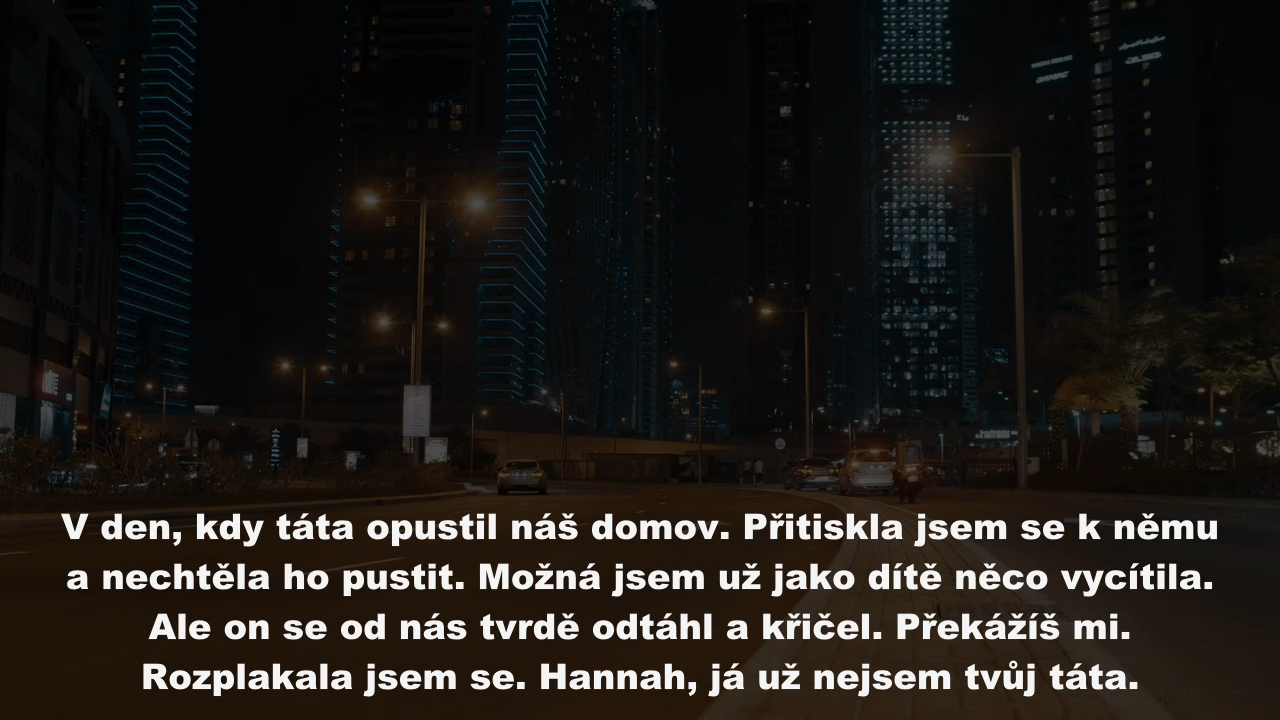 V den, kdy táta opustil náš domov. Přitiskla jsem se k němu
a nechtěla ho pustit. Možná jsem už jako dítě něco vycítila.
Ale on se od nás tvrdě odtáhl a křičel. Překážíš mi.
Rozplakala jsem se. Hannah, já už nejsem tvůj táta.